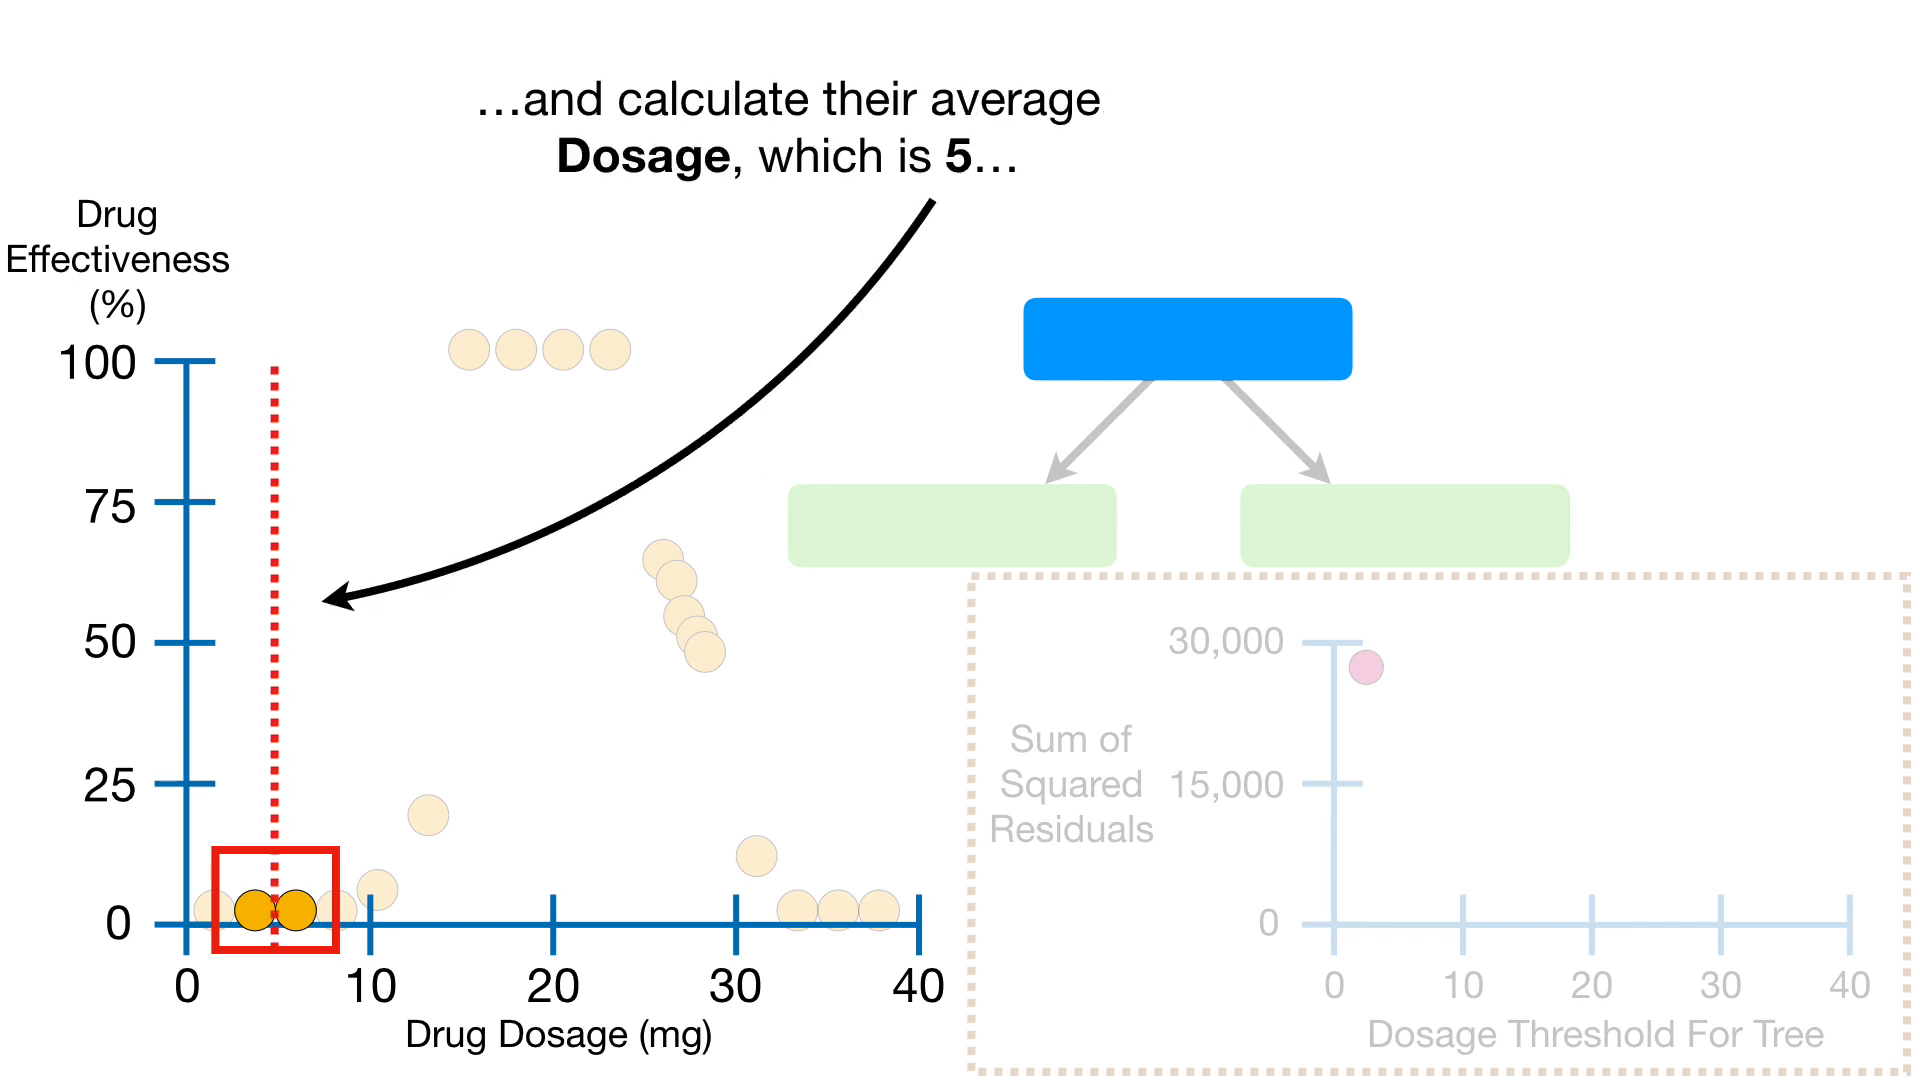 …and calculate their average
Dosage, which is 5…
Drug
Effectiveness
(%)
100
75
50
25
0
0 10 20 30 40
Drug Dosage (mg)
30,000
Sum of
Squared
Residuals
15,000
0
0 10 20 30 40
Dosage Threshold For Tree